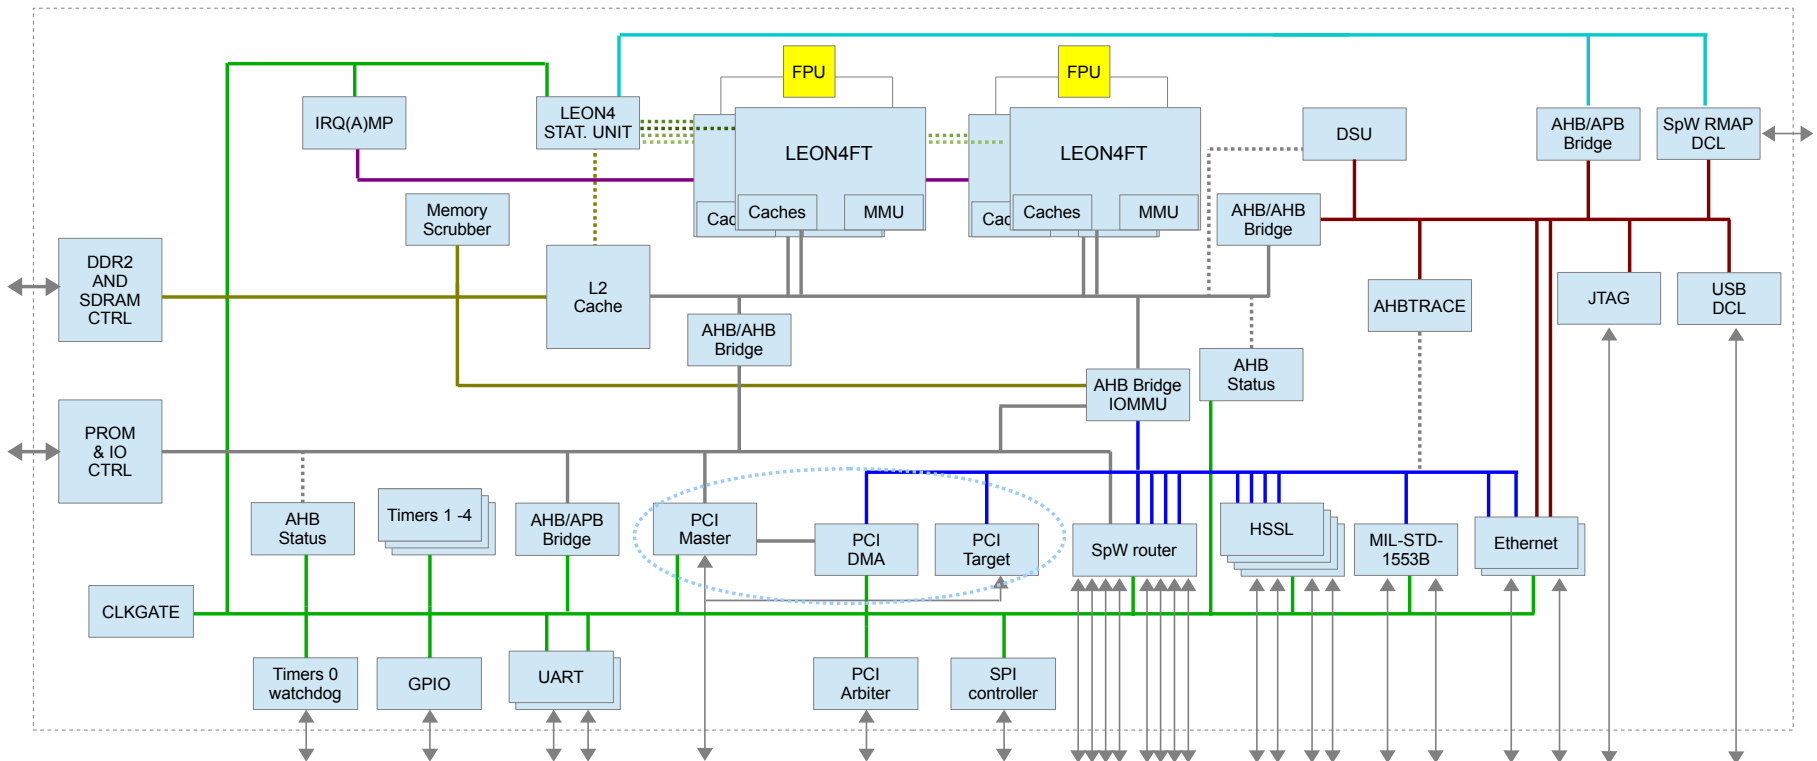 FPU
FPU
IRQ(A)MP
LEON4
STAT. UNIT
LEON4FT
Cac
Caches
MMU
LEON4FT
Cac
Caches
MMU
DSU
AHB/APB
Bridge
SpW RMAP
DCL
Memory
Scrubber
AHB/AHB
Bridge
DDR2
AND
SDRAM
CTRL
L2
Cache
AHB/AHB
Bridge
AHBTRACE
JTAG
USB
DCL
AHB Bridge
IOMMU
AHB
Status
PROM
& IO
CTRL
AHB
Status
Timers 1 -4
AHB/APB
Bridge
PCI
Master
PCI
DMA
PCI
Target
SpW router
HSSL
MIL-STD-
1553B
Ethernet
CLKGATE
Timers 0
watchdog
GPIO
UART
PCI
Arbiter
SPI
controller